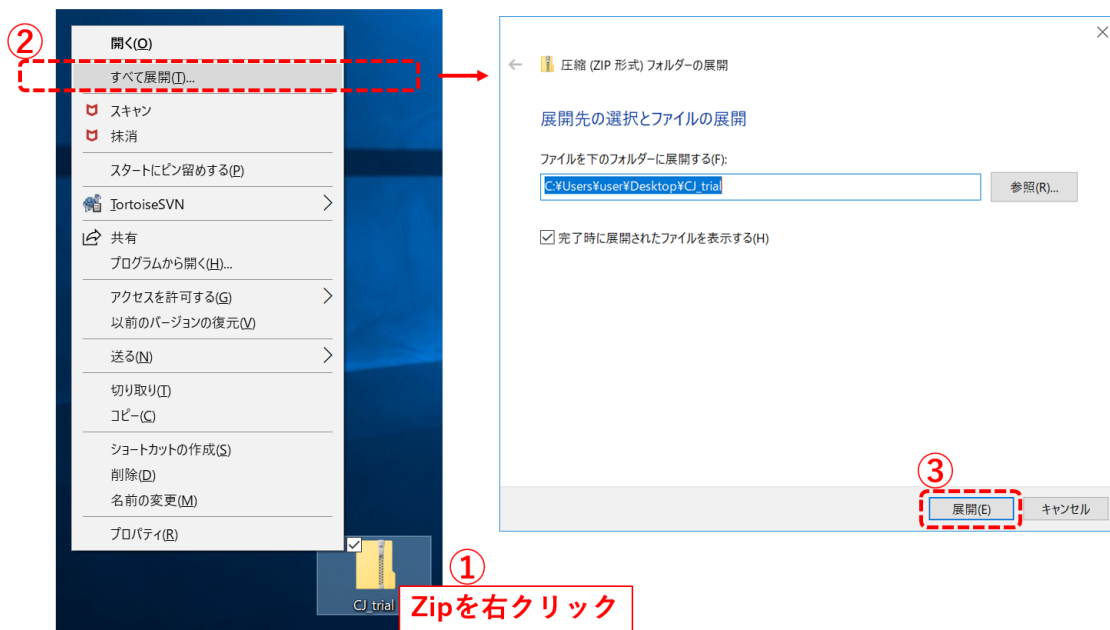 ②
開く(O)
すべて展開(T)...
スキャン
抹消
スタートにピン留めする(P)
TortoiseSVN
共有
プログラムから開く(H)...
アクセスを許可する(G)
以前のバージョンの復元(V)
送る(N)
切り取り(T)
コピー(C)
ショートカットの作成(S)
削除(D)
名前の変更(M)
プロパティ(R)
CJ_trial
①
Zipを右クリック
圧縮 (ZIP 形式) フォルダーの展開
展開先の選択とファイルの展開
ファイルを下のフォルダーに展開する(F):
C:¥Users¥user¥Desktop¥CJ_trial
参照(R)...
完了時に展開されたファイルを表示する(H)
③
展開(E)
キャンセル